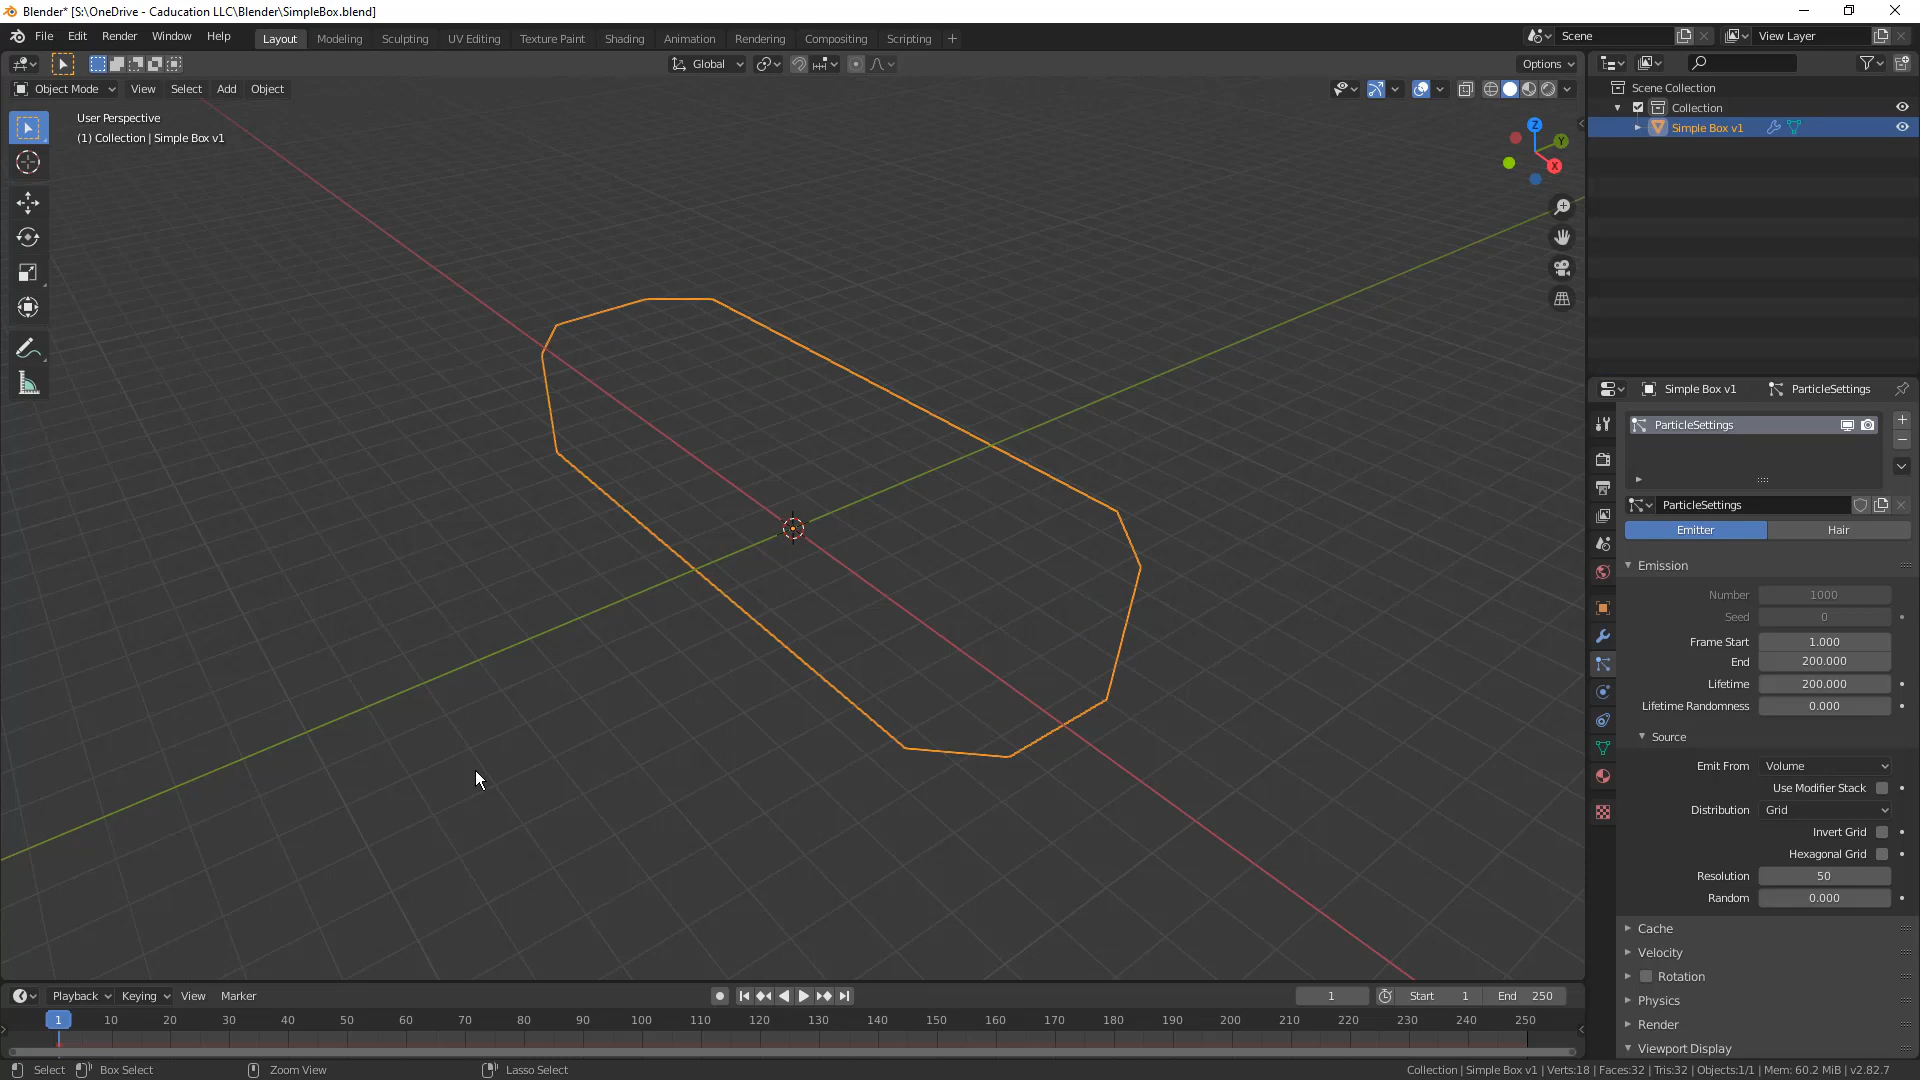 Blender* [S:\OneDrive - Caducation LLC\Blender\SimpleBox.blend]
File Edit Render Window Help Layout Modeling Sculpting UV Editing Texture Paint Shading Animation Rendering Compositing Scripting + Scene View Layer
Global Options
Object Mode View Select Add Object
User Perspective
(1) Collection | Simple Box v1
Z
Y
X
Scene Collection
Collection
Simple Box v1
Simple Box v1 ParticleSettings
ParticleSettings
ParticleSettings
Emitter Hair
Emission
Number 1000
Seed 0
Frame Start 1.000
End 200.000
Lifetime 200.000
Lifetime Randomness 0.000
Source
Emit From Volume
Use Modifier Stack
Distribution Grid
Invert Grid
Hexagonal Grid
Resolution 50
Random 0.000
Cache
Velocity
Rotation
Physics
Render
Viewport Display
Playback Keying View Marker 1 Start 1 End 250
1 10 20 30 40 50 60 70 80 90 100 110 120 130 140 150 160 170 180 190 200 210 220 230 240 250
Select Box Select Zoom View Lasso Select Collection | Simple Box v1 | Verts:18 | Faces:32 | Tris:32 | Objects:1/1 | Mem: 60.2 MiB | v2.82.7